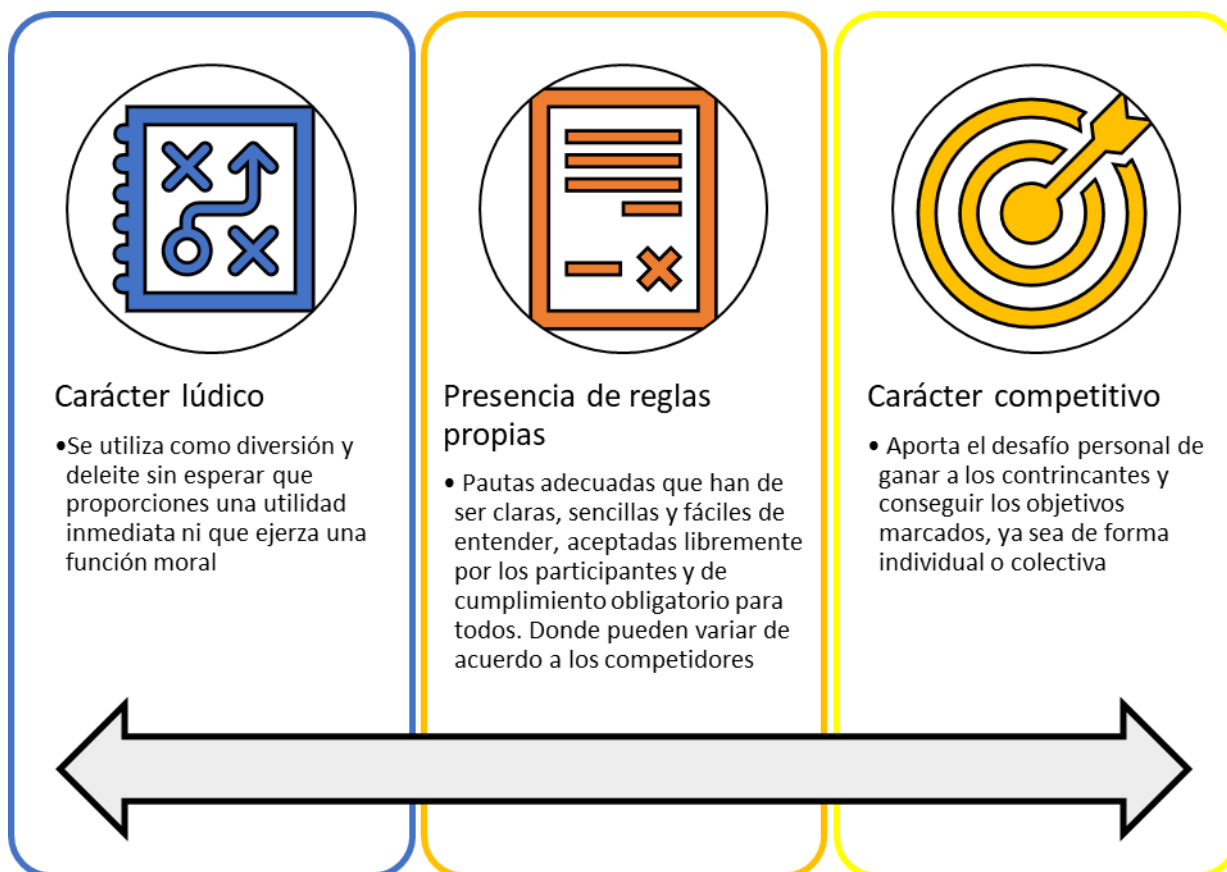 Carácter lúdico
•Se utiliza como diversión y
deleite sin esperar que
proporciones una utilidad
inmediata ni que ejerza una
función moral
Presencia de reglas
propias
• Pautas adecuadas que han de
ser claras, sencillas y fáciles de
entender, aceptadas libremente
por los participantes y de
cumplimiento obligatorio para
todos. Donde pueden variar de
acuerdo a los competidores
Carácter competitivo
• Aporta el desafío personal de
ganar a los contrincantes y
conseguir los objetivos
marcados, ya sea de forma
individual o colectiva